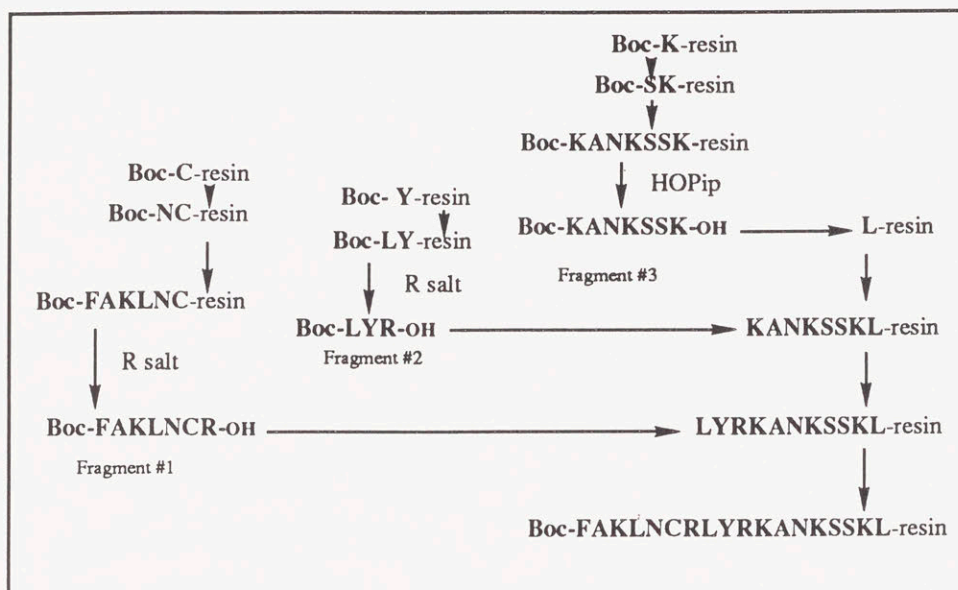 Boc-K-resin
Boc-SK-resin
Boc-KANKSSK-resin
HOPip
Boc-KANKSSK-OH
L-resin
Fragment #3
Boc-C-resin
Boc-NC-resin
Boc-FAKLNC-resin
R salt
Boc-FAKLNCR-OH
Fragment #1
Boc- Y-resin
Boc-LY-resin
R salt
Boc-LYR-OH
Fragment #2
KANKSSKL-resin
LYRKANKSSKL-resin
Boc-FAKLNCRLYRKANKSSKL-resin